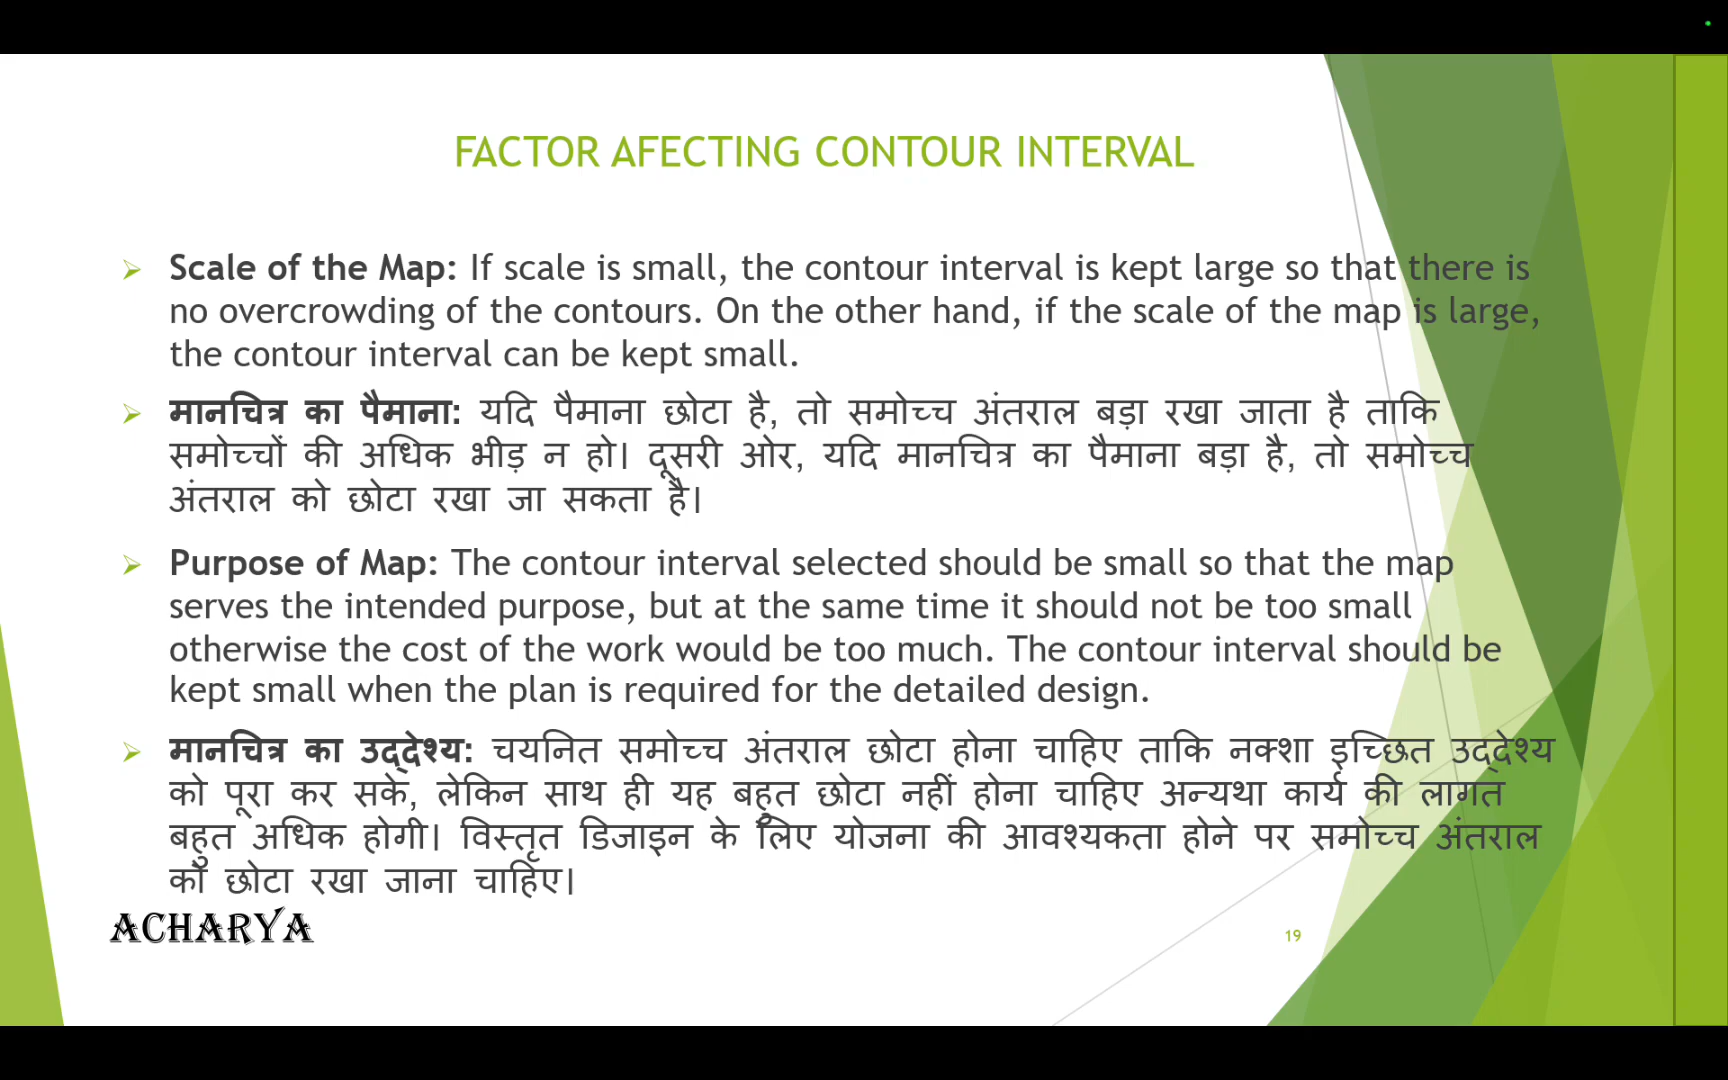 FACTOR AFECTING CONTOUR INTERVAL
Scale of the Map: If scale is small, the contour interval is kept large so that there is
no overcrowding of the contours. On the other hand, if the scale of the map is large,
the contour interval can be kept small.
मानचित्र का पैमाना: यदि पैमाना छोटा है, तो समोच्च अंतराल बड़ा रखा जाता है ताकि
समोच्चों की अधिक भीड़ न हो। दूसरी ओर, यदि मानचित्र का पैमाना बड़ा है, तो समोच्च
अंतराल को छोटा रखा जा सकता है।
Purpose of Map: The contour interval selected should be small so that the map
serves the intended purpose, but at the same time it should not be too small
otherwise the cost of the work would be too much. The contour interval should be
kept small when the plan is required for the detailed design.
मानचित्र का उद्देश्य: चयनित समोच्च अंतराल छोटा होना चाहिए ताकि नक्शा इच्छित उद्देश्य
को पूरा कर सके, लेकिन साथ ही यह बहुत छोटा नहीं होना चाहिए अन्यथा कार्य की लागत
बहुत अधिक होगी। विस्तृत डिजाइन के लिए योजना की आवश्यकता होने पर समोच्च अंतराल
को छोटा रखा जाना चाहिए।
ACHARYA
19